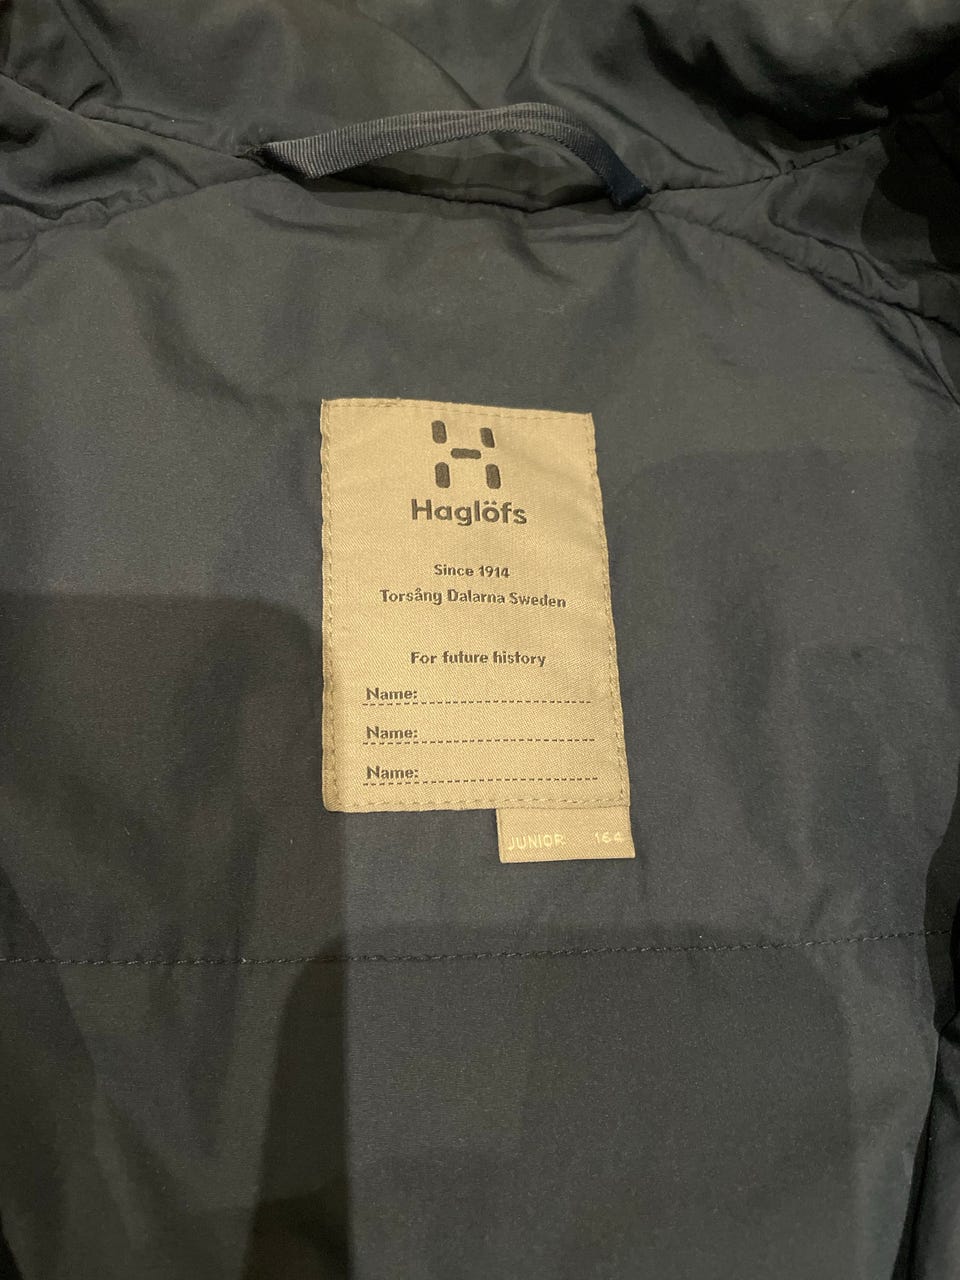 Haglöfs
Since 1914
Torsång Dalarna Sweden
For future history
Name:
Name:
Name:
JUNIOR 164